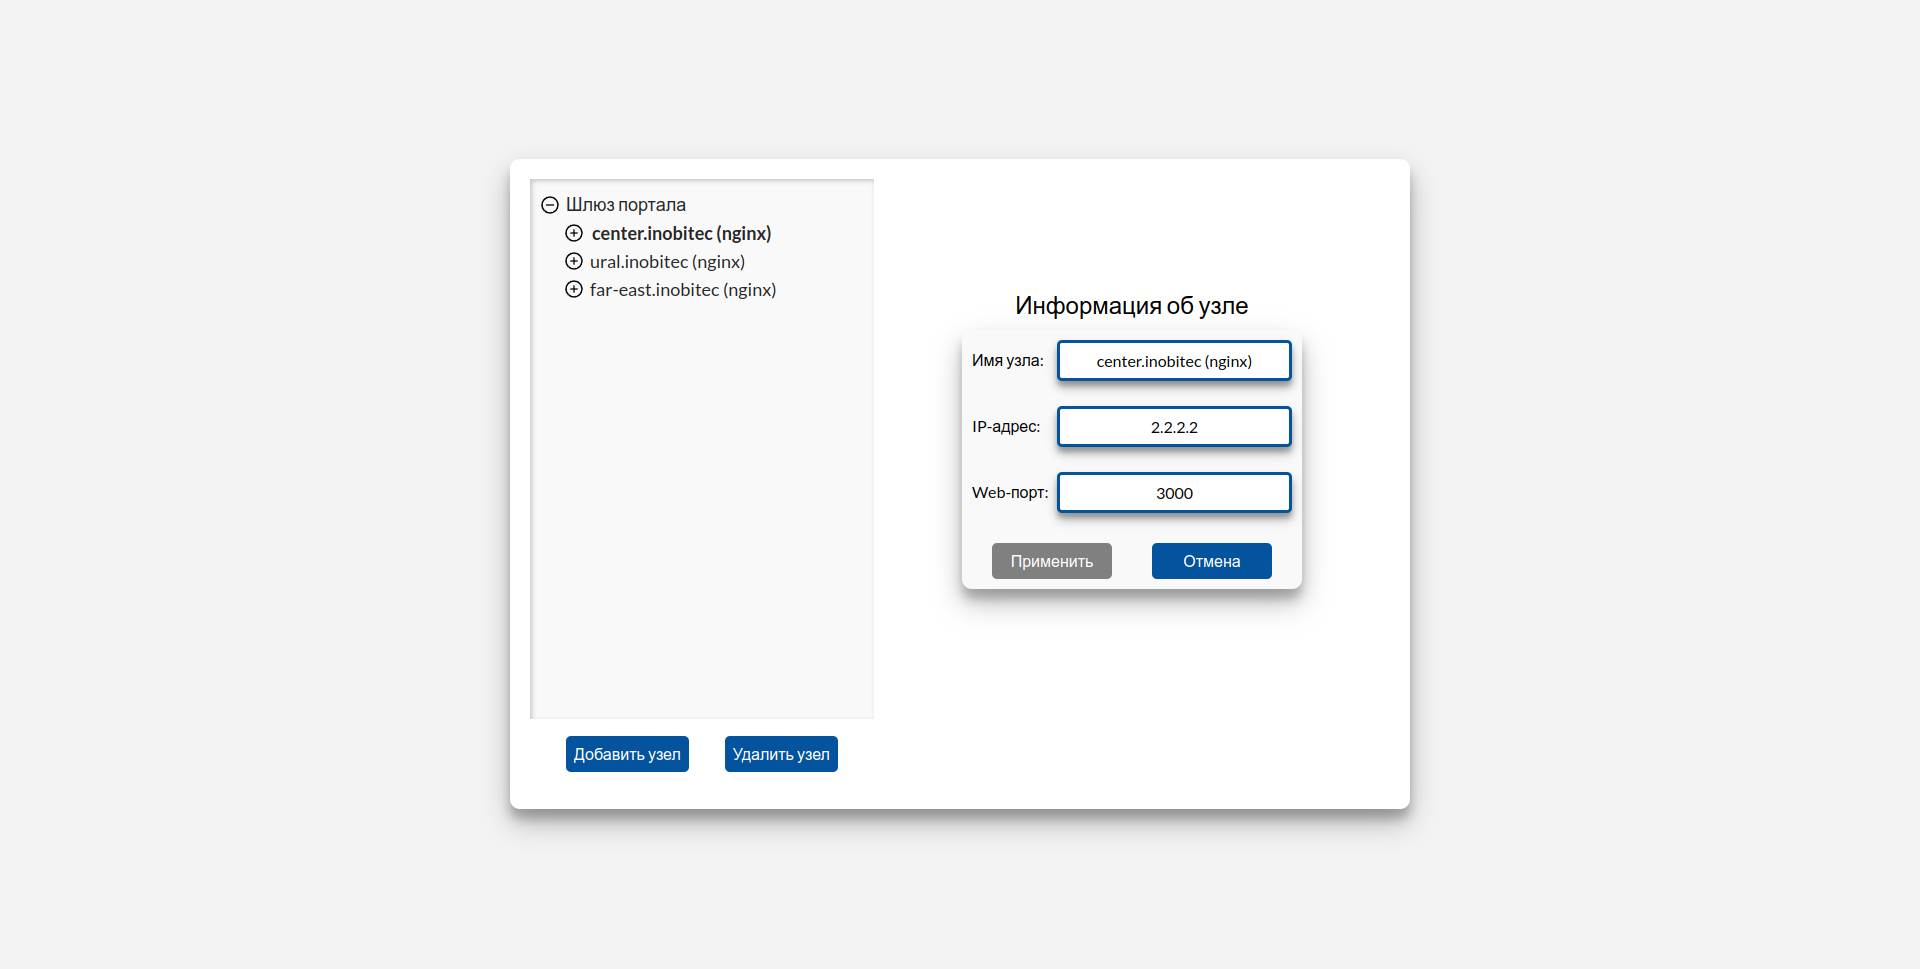 Шлюз портала
center.inobitec (nginx)
ural.inobitec (nginx)
far-east.inobitec (nginx)
Добавить узел
Удалить узел
Информация об узле
Имя узла: center.inobitec (nginx)
IP-адрес: 2.2.2.2
Web-порт: 3000
Применить
Отмена